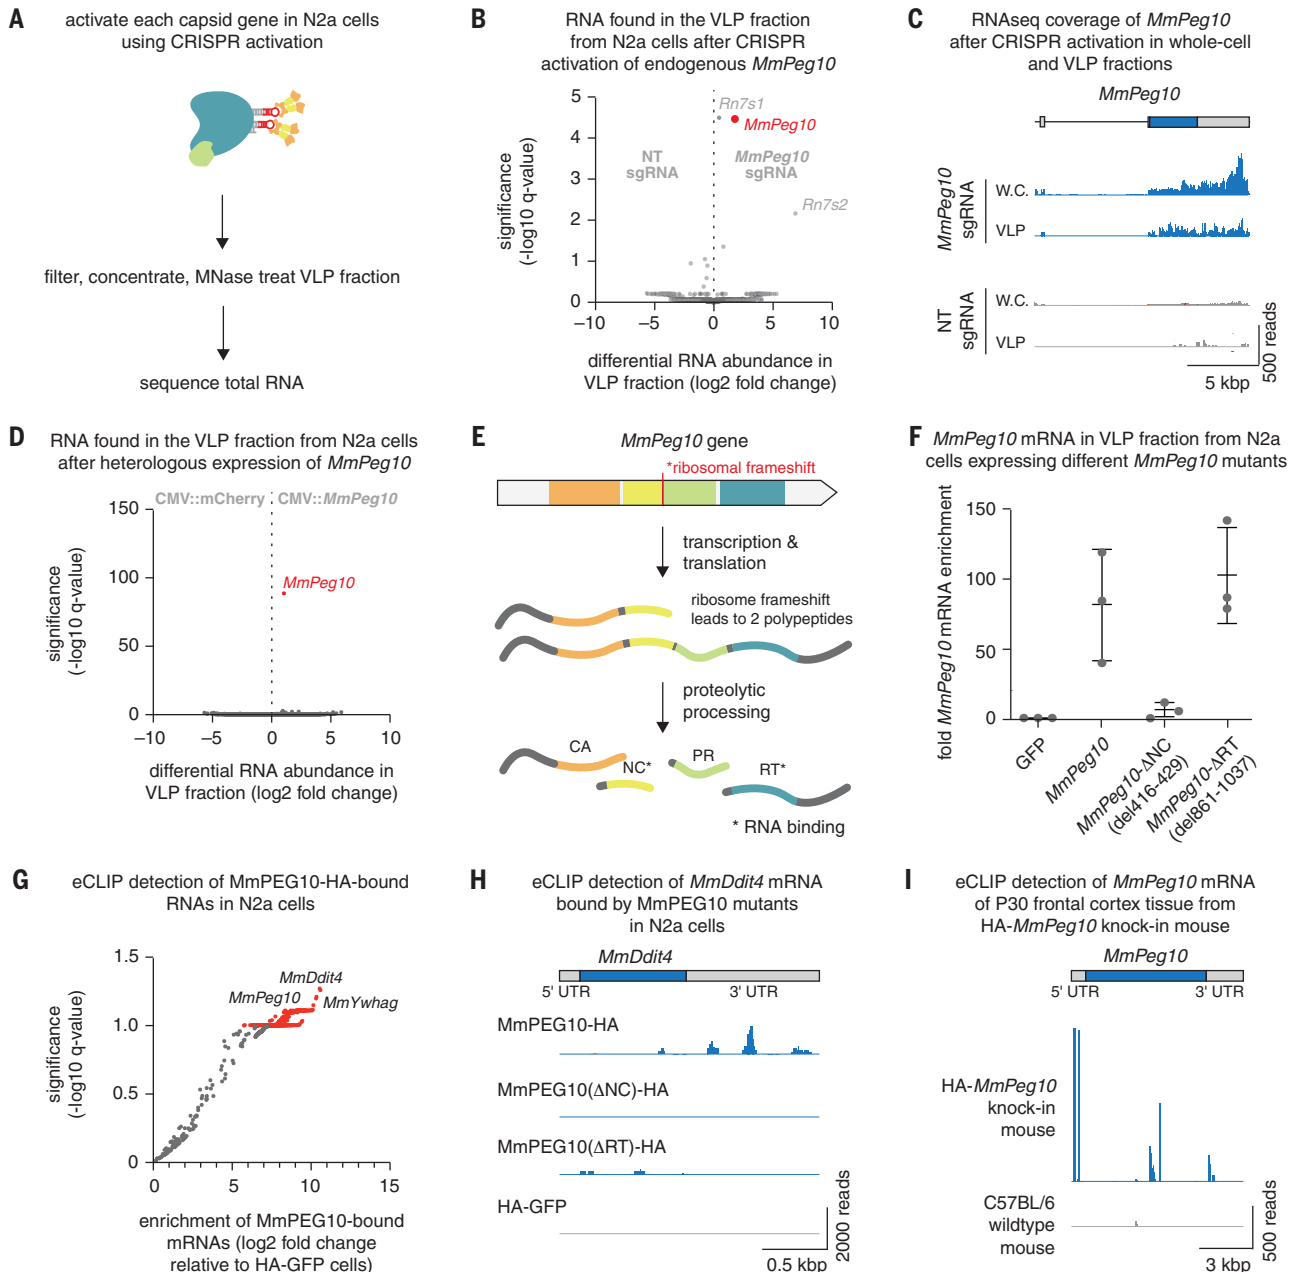 A
activate each capsid gene in N2a cells
using CRISPR activation
filter, concentrate, MNase treat VLP fraction
sequence total RNA
B
RNA found in the VLP fraction
from N2a cells after CRISPR
activation of endogenous MmPeg10
significance
(-log10 q-value)
5
4
3
2
1
0
Rn7s1
MmPeg10
NT
sgRNA
MmPeg10
sgRNA
Rn7s2
−10
−5
0
5
10
differential RNA abundance in
VLP fraction (log2 fold change)
C
RNAseq coverage of MmPeg10
after CRISPR activation in whole-cell
and VLP fractions
MmPeg10
MmPeg10
sgRNA
W.C.
VLP
NT
sgRNA
W.C.
VLP
500 reads
5 kbp
D
RNA found in the VLP fraction from N2a cells
after heterologous expression of MmPeg10
CMV::mCherry
CMV::MmPeg10
significance
(-log10 q-value)
150
100
50
0
MmPeg10
−10
−5
0
5
10
differential RNA abundance in
VLP fraction (log2 fold change)
E
MmPeg10 gene
*ribosomal frameshift
transcription &
translation
ribosome frameshift
leads to 2 polypeptides
proteolytic
processing
CA
NC*
PR
RT*
* RNA binding
F
MmPeg10 mRNA in VLP fraction from N2a
cells expressing different MmPeg10 mutants
fold MmPeg10 mRNA enrichment
150
100
50
0
GFP
MmPeg10
MmPeg10-ΔNC
(del416-429)
MmPeg10-ΔRT
(del861-1037)
G
eCLIP detection of MmPEG10-HA-bound
RNAs in N2a cells
significance
(-log10 q-value)
1.5
1.0
0.5
0
MmDdit4
MmPeg10
MmYwhag
0
5
10
15
enrichment of MmPEG10-bound
mRNAs (log2 fold change
relative to HA-GFP cells)
H
eCLIP detection of MmDdit4 mRNA
bound by MmPEG10 mutants
in N2a cells
MmDdit4
5' UTR
3' UTR
MmPEG10-HA
MmPEG10(ΔNC)-HA
MmPEG10(ΔRT)-HA
HA-GFP
2000 reads
0.5 kbp
I
eCLIP detection of MmPeg10 mRNA
of P30 frontal cortex tissue from
HA-MmPeg10 knock-in mouse
MmPeg10
5' UTR
3' UTR
HA-MmPeg10
knock-in
mouse
C57BL/6
wildtype
mouse
500 reads
3 kbp